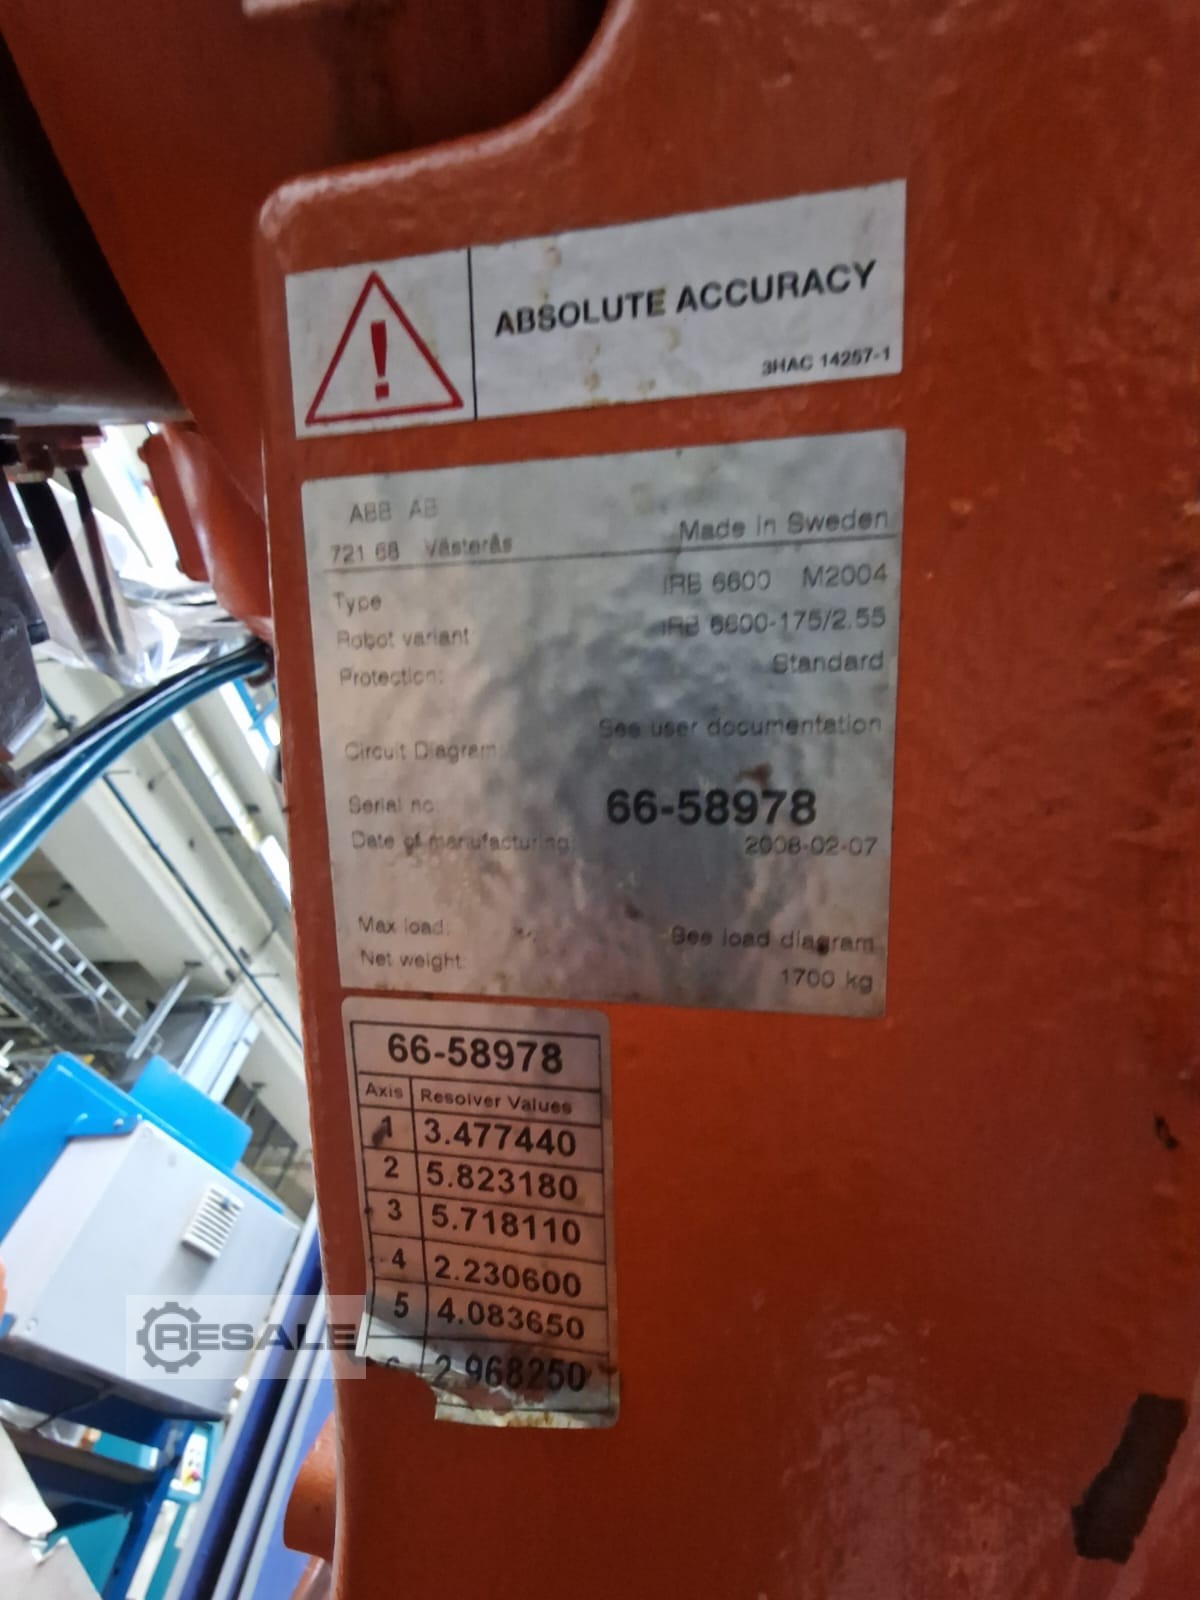 ABSOLUTE ACCURACY
3HAC 14257-1
ABB AB
721 68 Västerås Made in Sweden
Type IRB 6600 M2004
Robot variant IRB 6600-175/2.55
Protection: Standard
Circuit Diagram: See user documentation
Serial no: 66-58978
Date of manufacturing: 2008-02-07
Max load: See load diagram
Net weight: 1700 kg
66-58978
Axis Resolver Values
1 3.477440
2 5.823180
3 5.718110
4 2.230600
5 4.083650
6 2.968250
RESALE